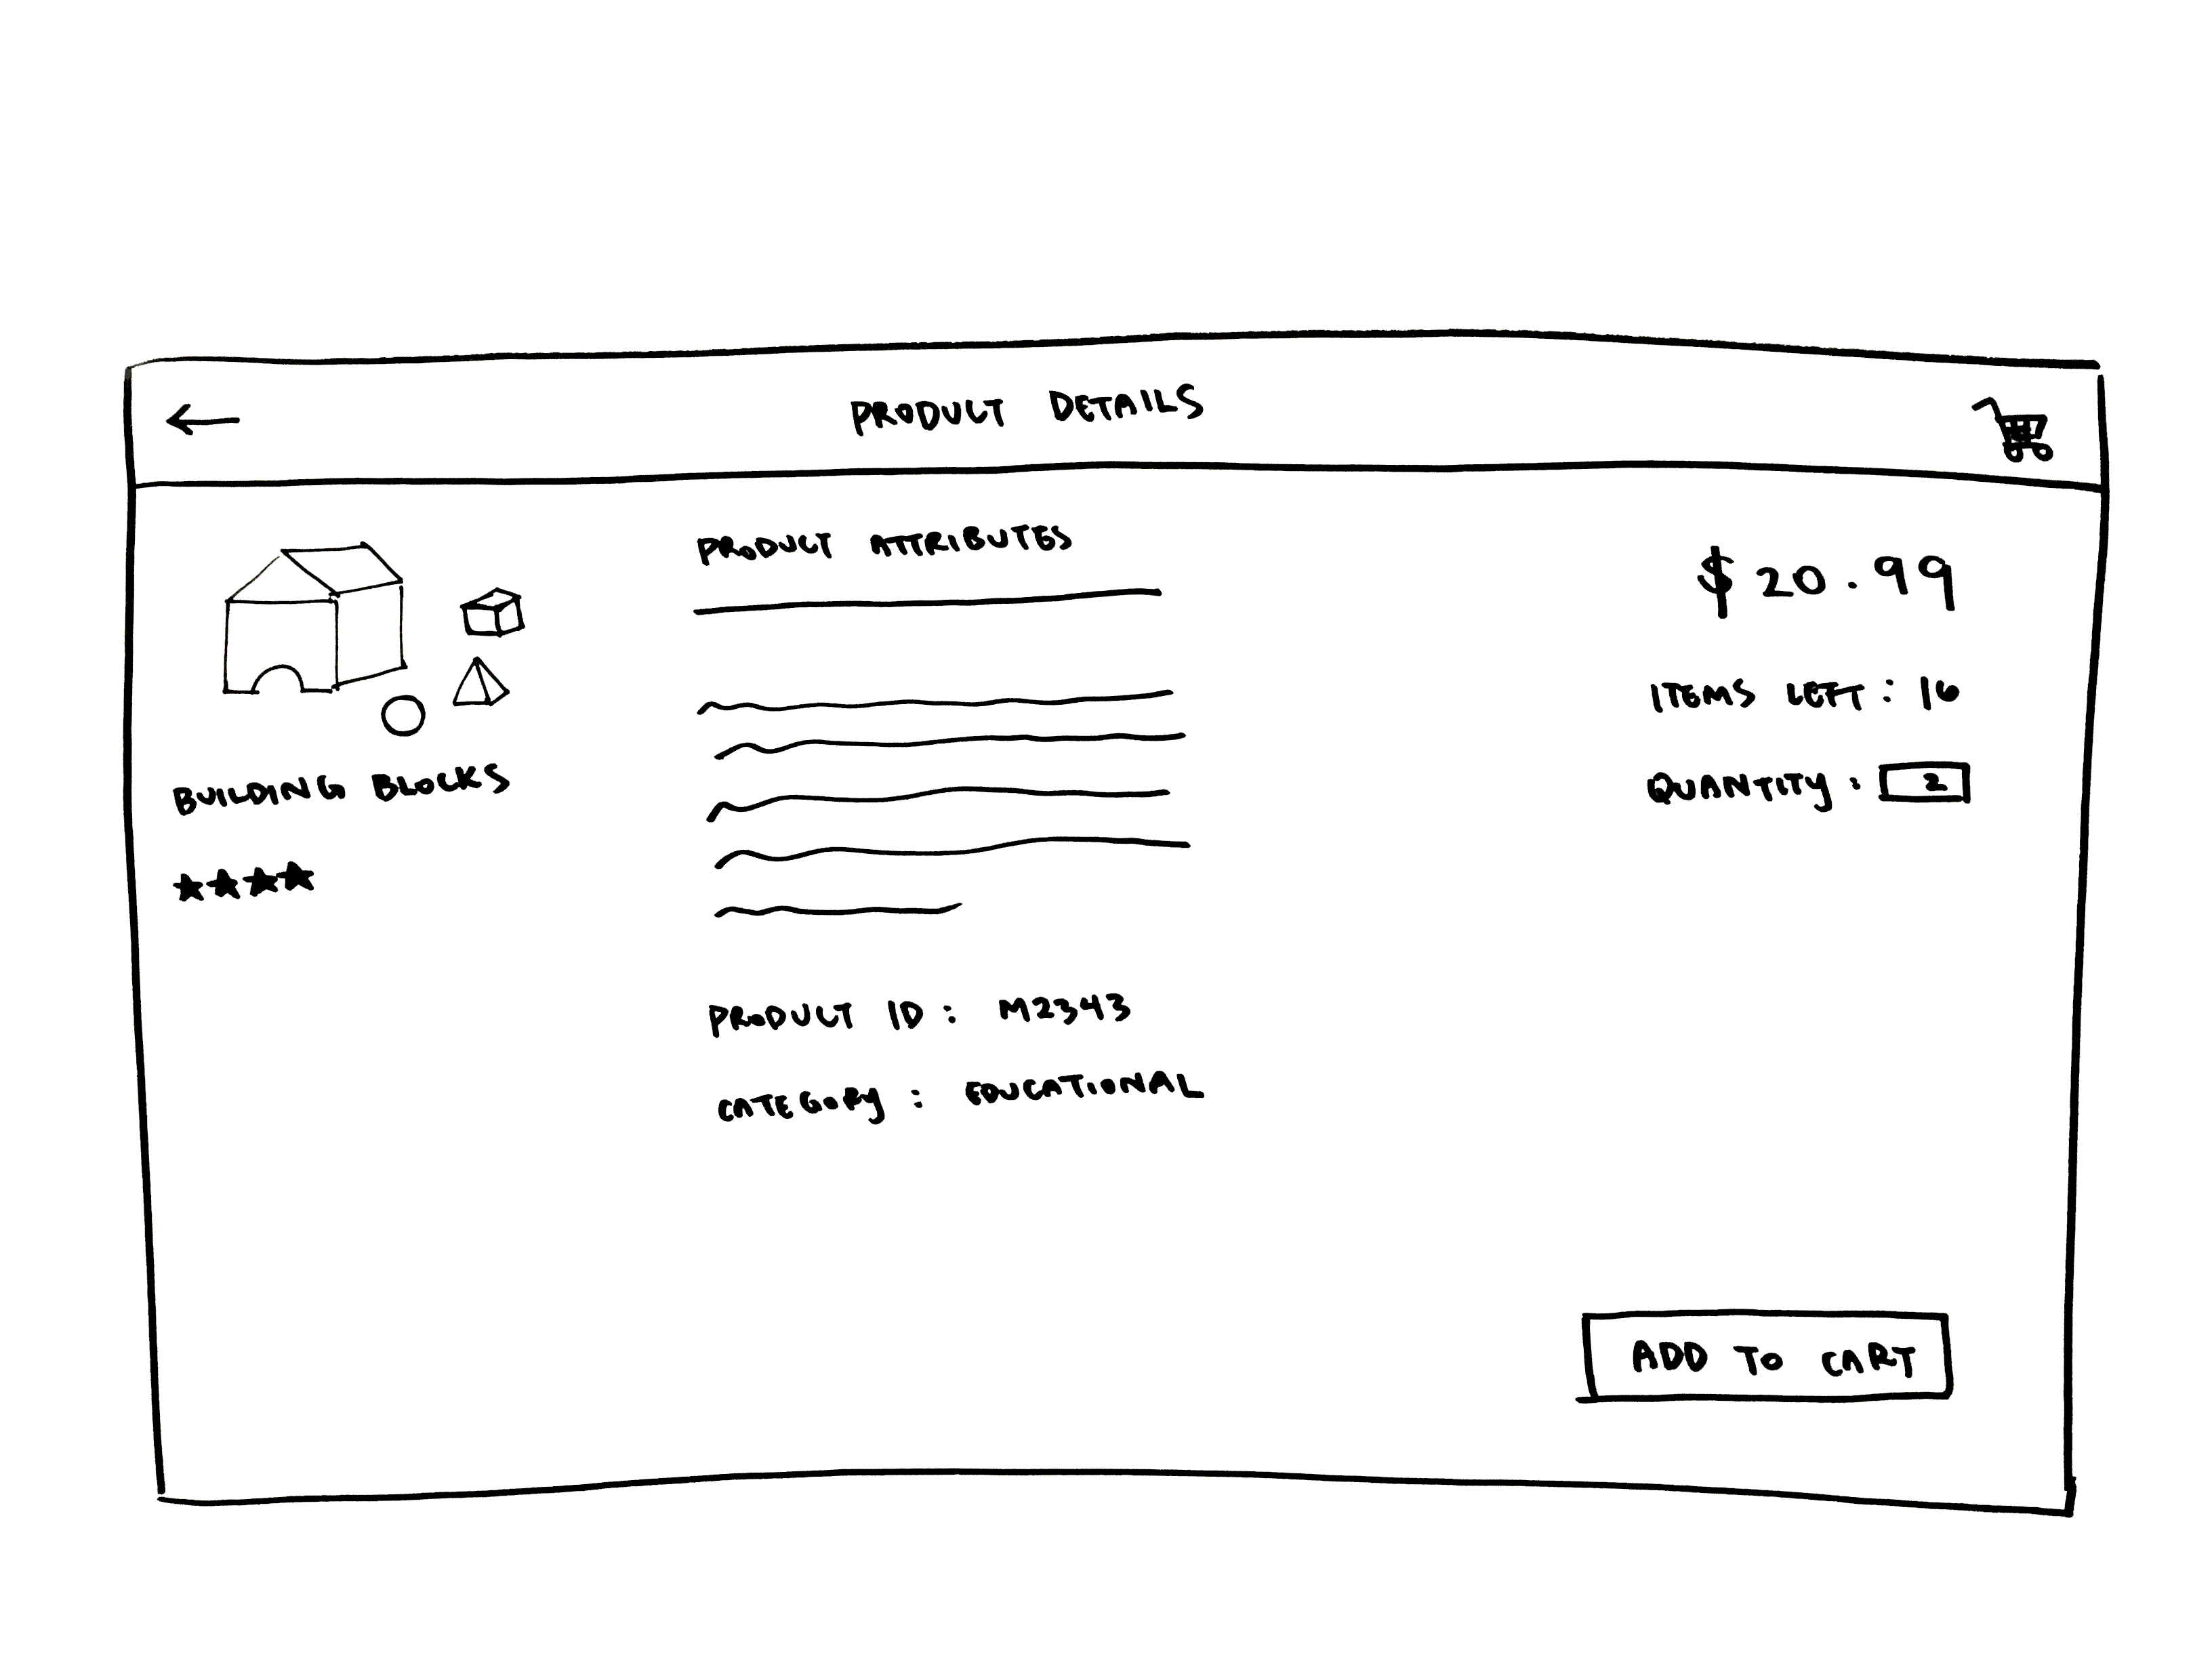 PRODUCT DETAILS
BUILDING BLOCKS
PRODUCT ATTRIBUTES
PRODUCT ID : M2343
CATEGORY : EDUCATIONAL
$ 20.99
ITEMS LEFT : 16
QUANTITY : 2
ADD TO CART